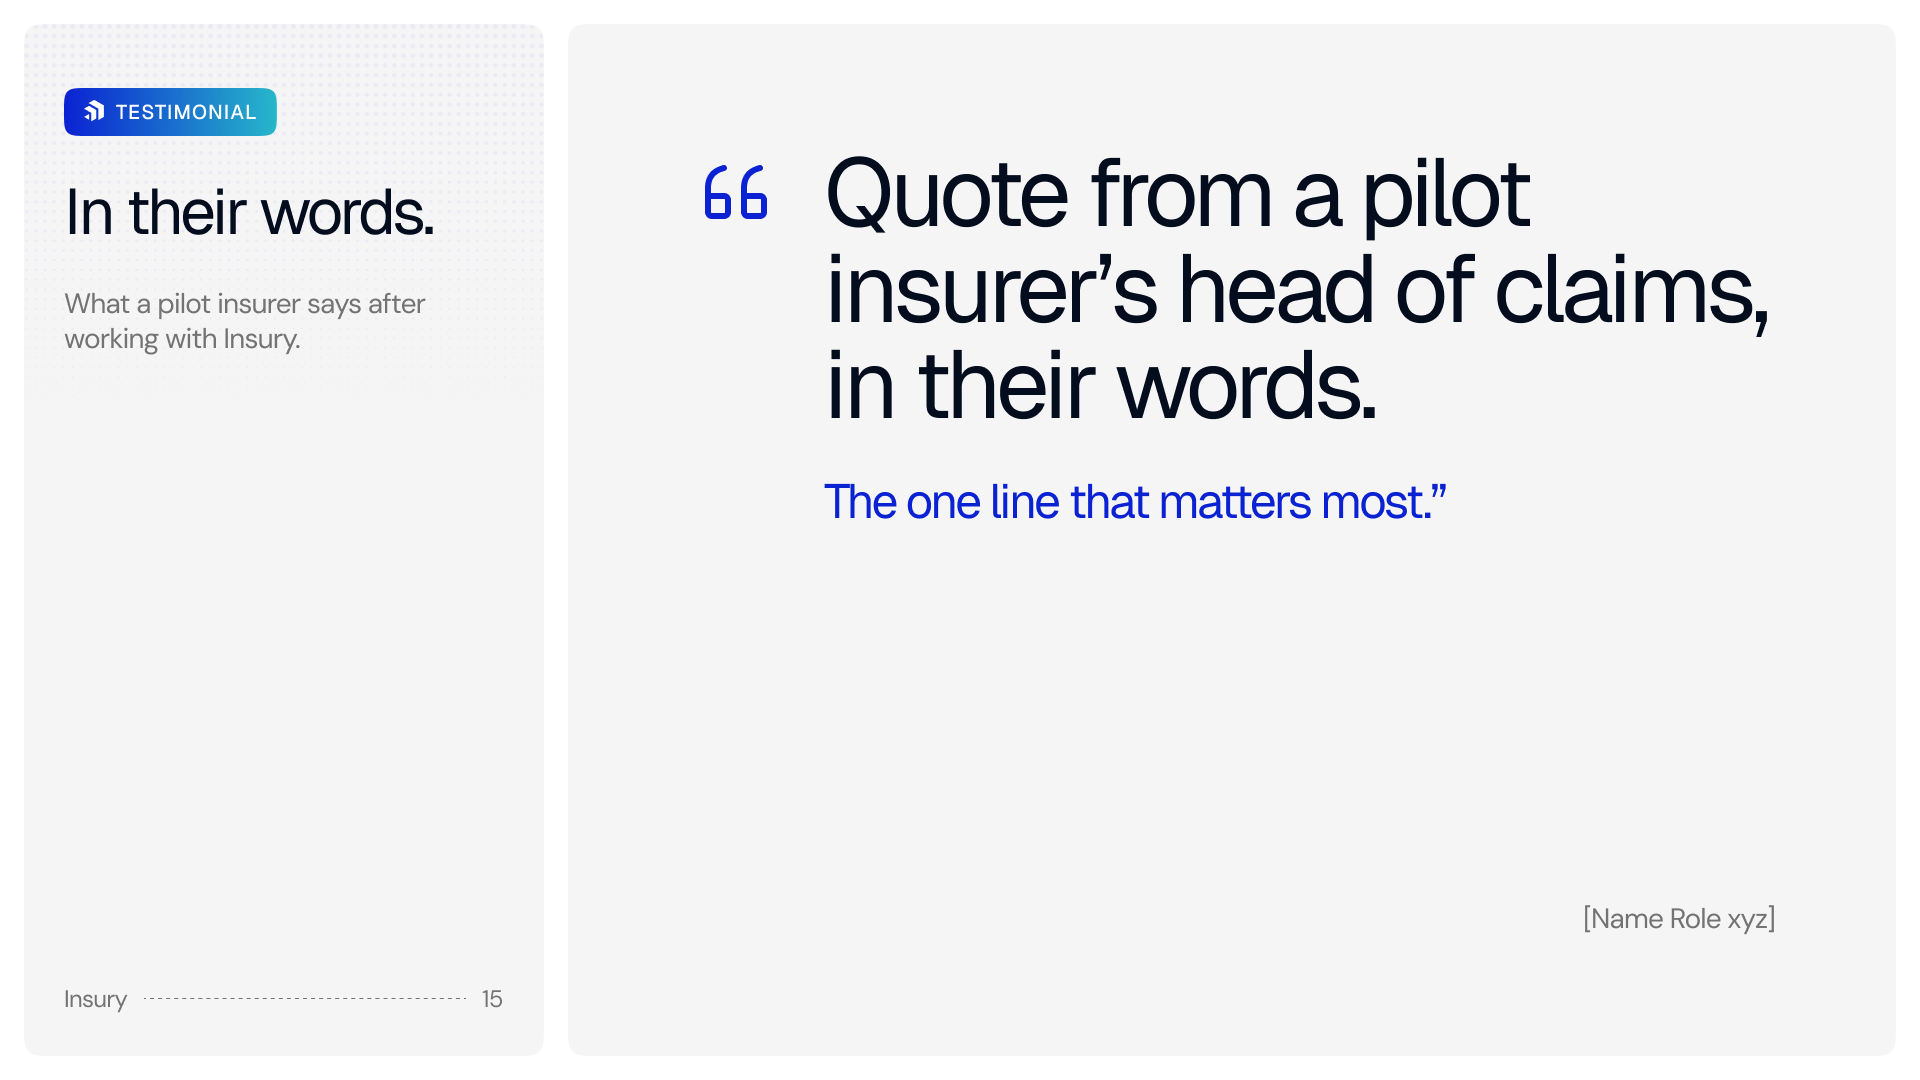 TESTIMONIAL
In their words.
What a pilot insurer says after
working with Insury.
Insury
15
“
Quote from a pilot
insurer’s head of claims,
in their words.
The one line that matters most.”
[Name Role xyz]